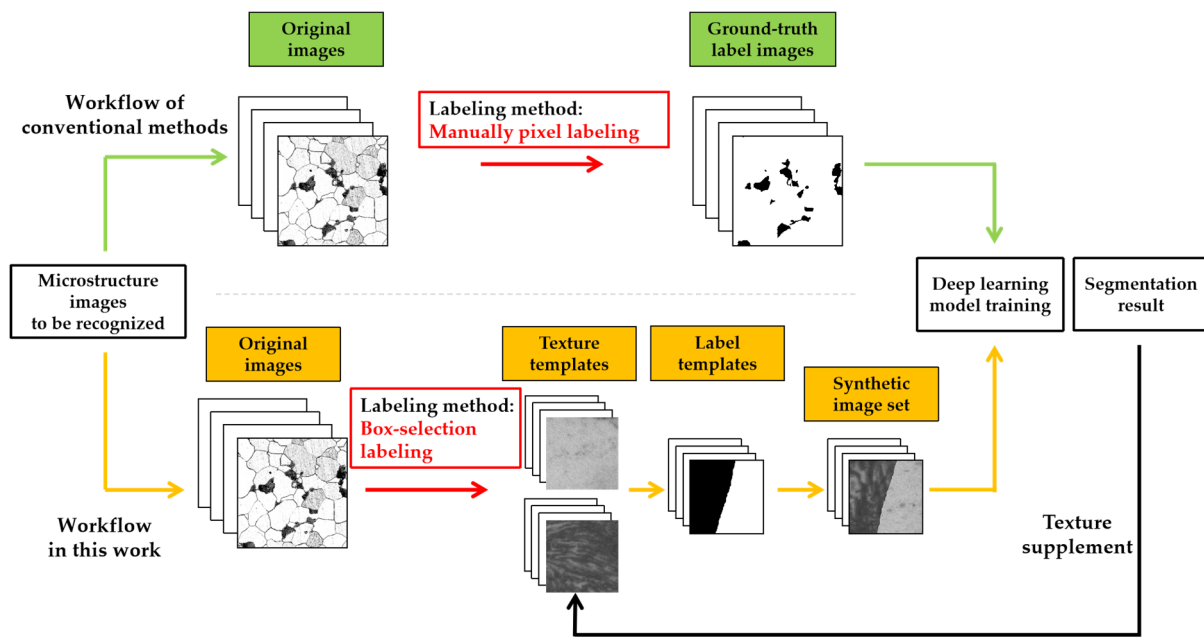 Original
images
Ground-truth
label images
Workflow of
conventional methods
Labeling method:
Manually pixel labeling
Microstructure
images
to be recognized
Deep learning
model training
Segmentation
result
Original
images
Texture
templates
Label
templates
Synthetic
image set
Labeling method:
Box-selection
labeling
Workflow
in this work
Texture
supplement